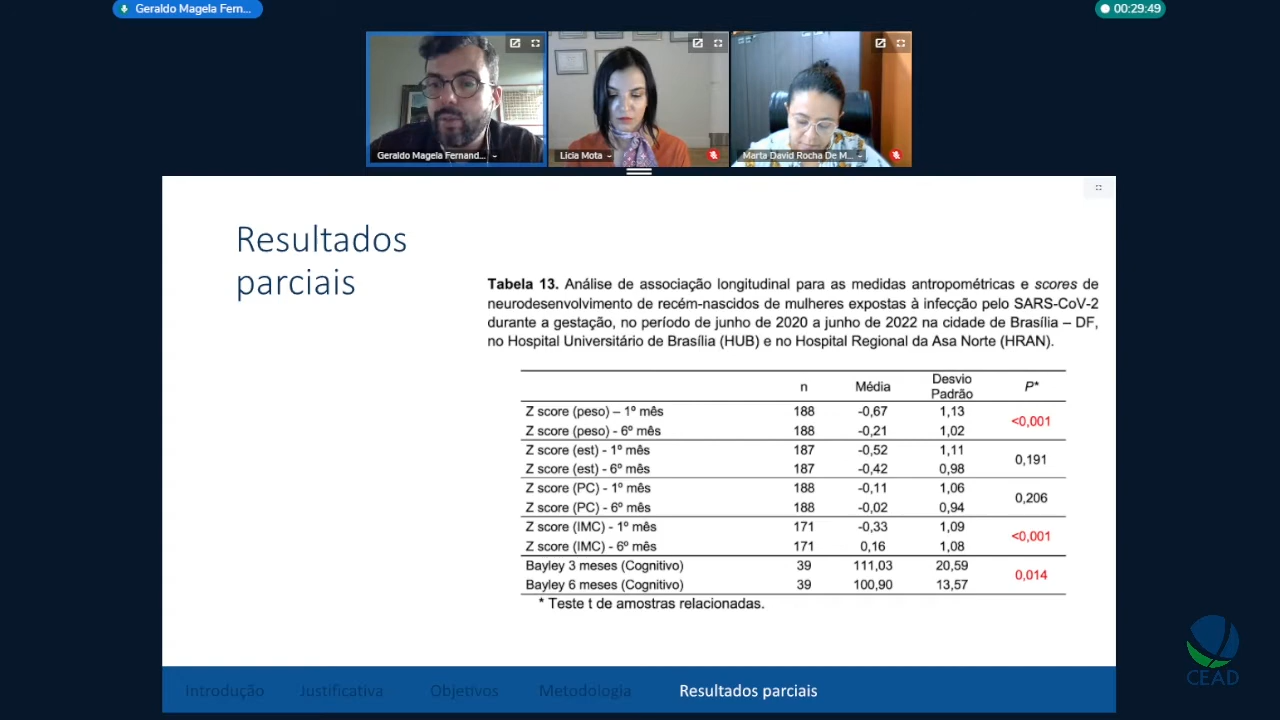 Geraldo Magela Fern...
00:29:49
Geraldo Magela Fernand...
Licia Mota
Marta David Rocha De M...
Resultados
parciais
Tabela 13. Análise de associação longitudinal para as medidas antropométricas e scores de
neurodesenvolvimento de recém-nascidos de mulheres expostas à infecção pelo SARS-CoV-2
durante a gestação, no período de junho de 2020 a junho de 2022 na cidade de Brasília – DF,
no Hospital Universitário de Brasília (HUB) e no Hospital Regional da Asa Norte (HRAN).
n Média Desvio Padrão P*
Z score (peso) – 1º mês 188 -0,67 1,13 <0,001
Z score (peso) - 6º mês 188 -0,21 1,02
Z score (est) - 1º mês 187 -0,52 1,11 0,191
Z score (est) - 6º mês 187 -0,42 0,98
Z score (PC) - 1º mês 188 -0,11 1,06 0,206
Z score (PC) - 6º mês 188 -0,02 0,94
Z score (IMC) - 1º mês 171 -0,33 1,09 <0,001
Z score (IMC) - 6º mês 171 0,16 1,08
Bayley 3 meses (Cognitivo) 39 111,03 20,59 0,014
Bayley 6 meses (Cognitivo) 39 100,90 13,57
* Teste t de amostras relacionadas.
CEAD
Introdução Justificativa Objetivos Metodologia Resultados parciais